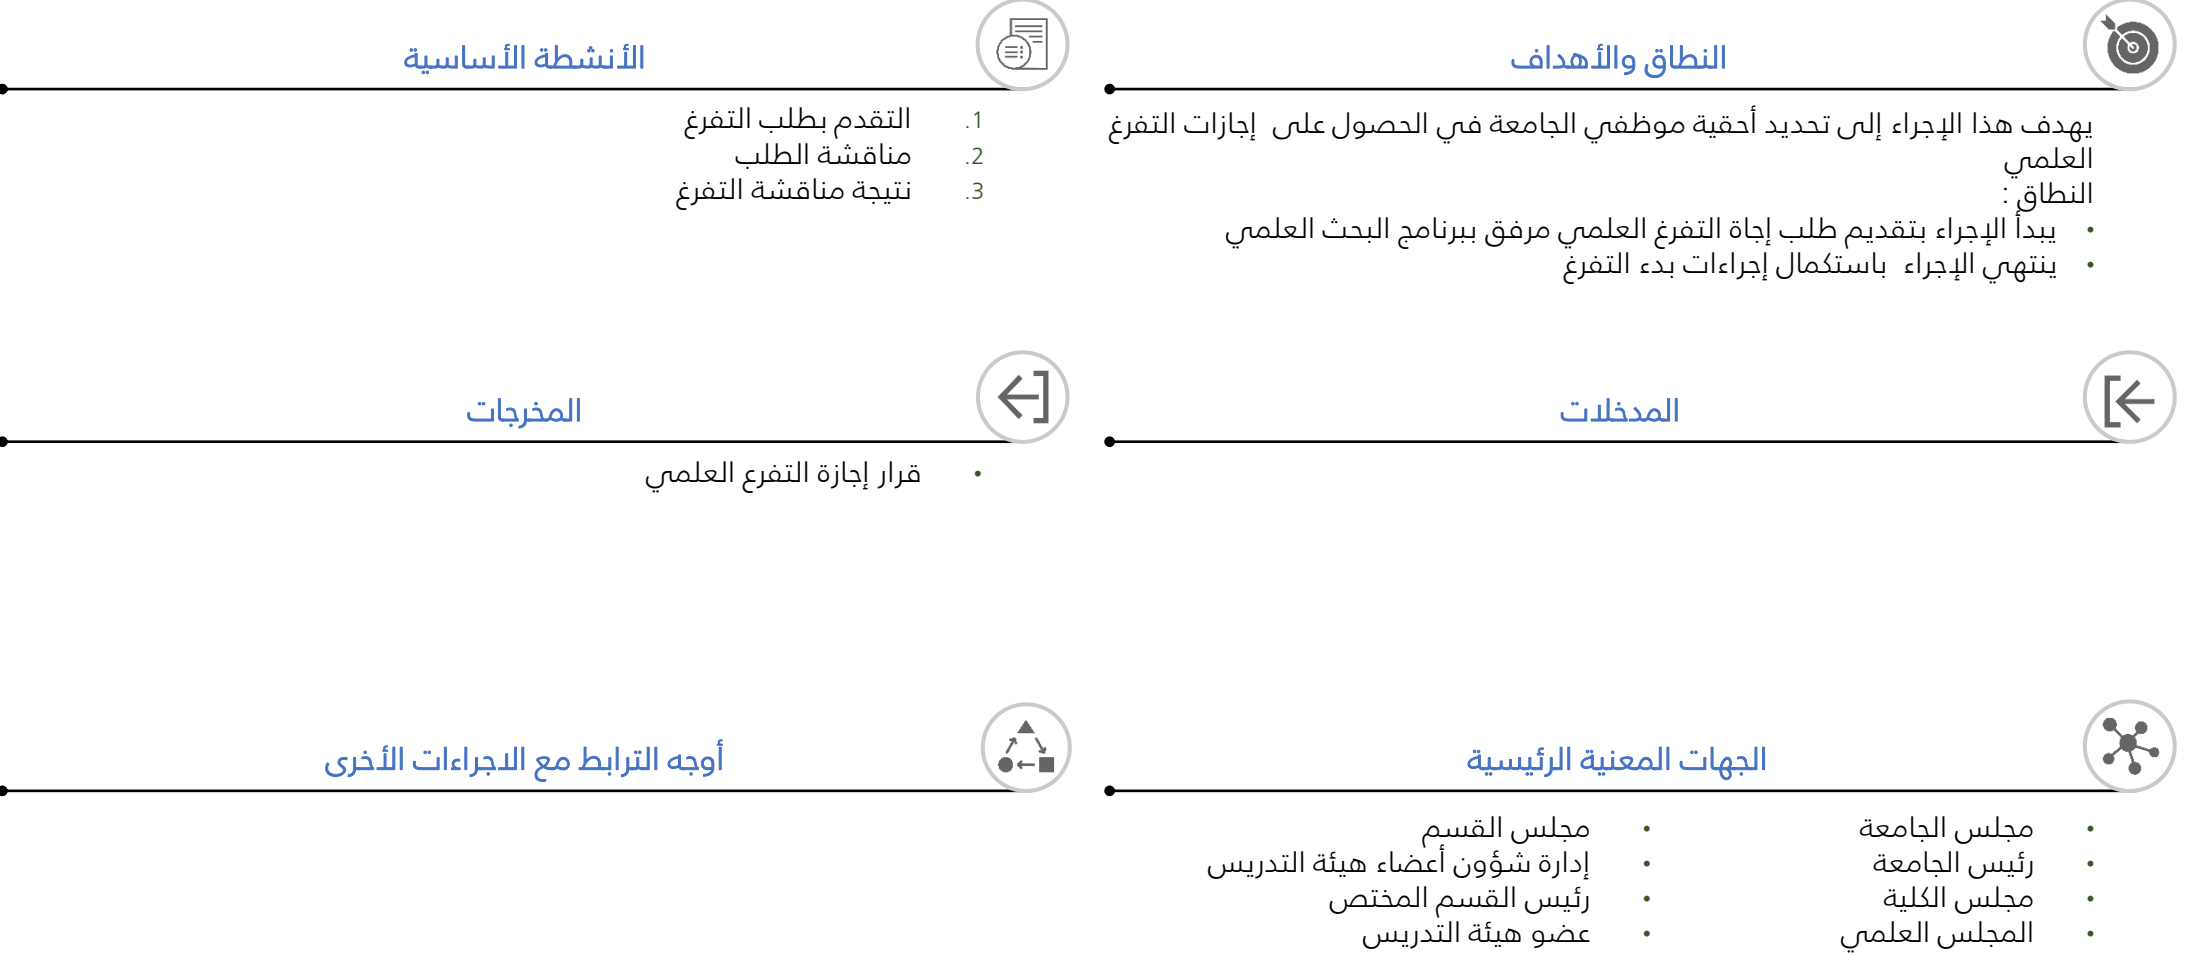 النطاق والأهداف
يهدف هذا الإجراء إلى تحديد أحقية موظفي الجامعة في الحصول على إجازات التفرغ
العلمي
النطاق :
• يبدأ الإجراء بتقديم طلب إجاة التفرغ العلمي مرفق ببرنامج البحث العلمي
• ينتهي الإجراء باستكمال إجراءات بدء التفرغ
الأنشطة الأساسية
1. التقدم بطلب التفرغ
2. مناقشة الطلب
3. نتيجة مناقشة التفرغ
المدخلات
المخرجات
• قرار إجازة التفرع العلمي
الجهات المعنية الرئيسية
• مجلس الجامعة
• رئيس الجامعة
• مجلس الكلية
• المجلس العلمي
• مجلس القسم
• إدارة شؤون أعضاء هيئة التدريس
• رئيس القسم المختص
• عضو هيئة التدريس
أوجه الترابط مع الاجراءات الأخرى